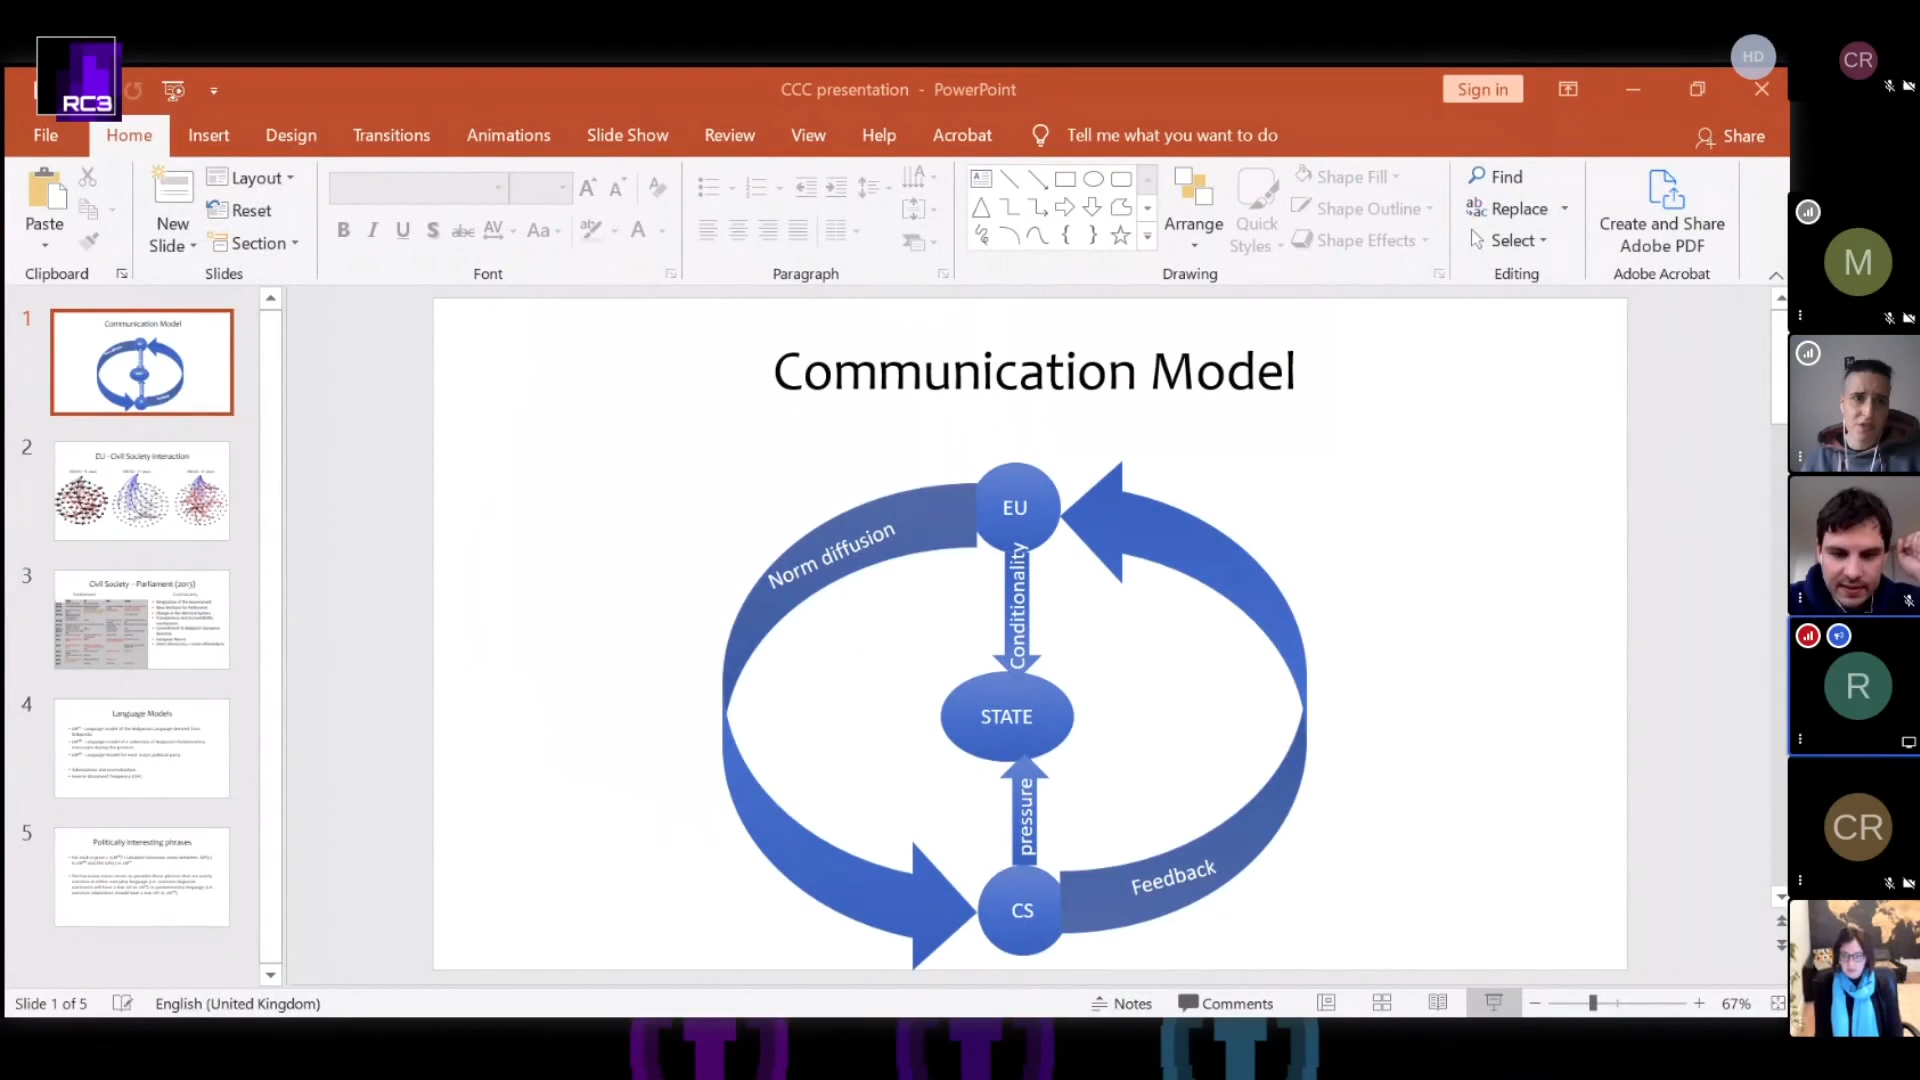 RC3
CCC presentation - PowerPoint
Sign in
HD
CR
File
Home
Insert
Design
Transitions
Animations
Slide Show
Review
View
Help
Acrobat
Tell me what you want to do
Share
Paste
New
Slide
Layout
Reset
Section
Shape Fill
Shape Outline
Shape Effects
Arrange
Quick
Styles
Find
Replace
Select
Create and Share
Adobe PDF
Clipboard
Slides
Font
Paragraph
Drawing
Editing
Adobe Acrobat
1
Communication Model
2
EU - Civil Society Interaction
3
Civil Society - Parliament (2013)
4
Language Models
5
Politically interesting phrases
Communication Model
EU
Norm diffusion
Conditionality
STATE
pressure
CS
Feedback
M
R
CR
Slide 1 of 5
English (United Kingdom)
Notes
Comments
67%